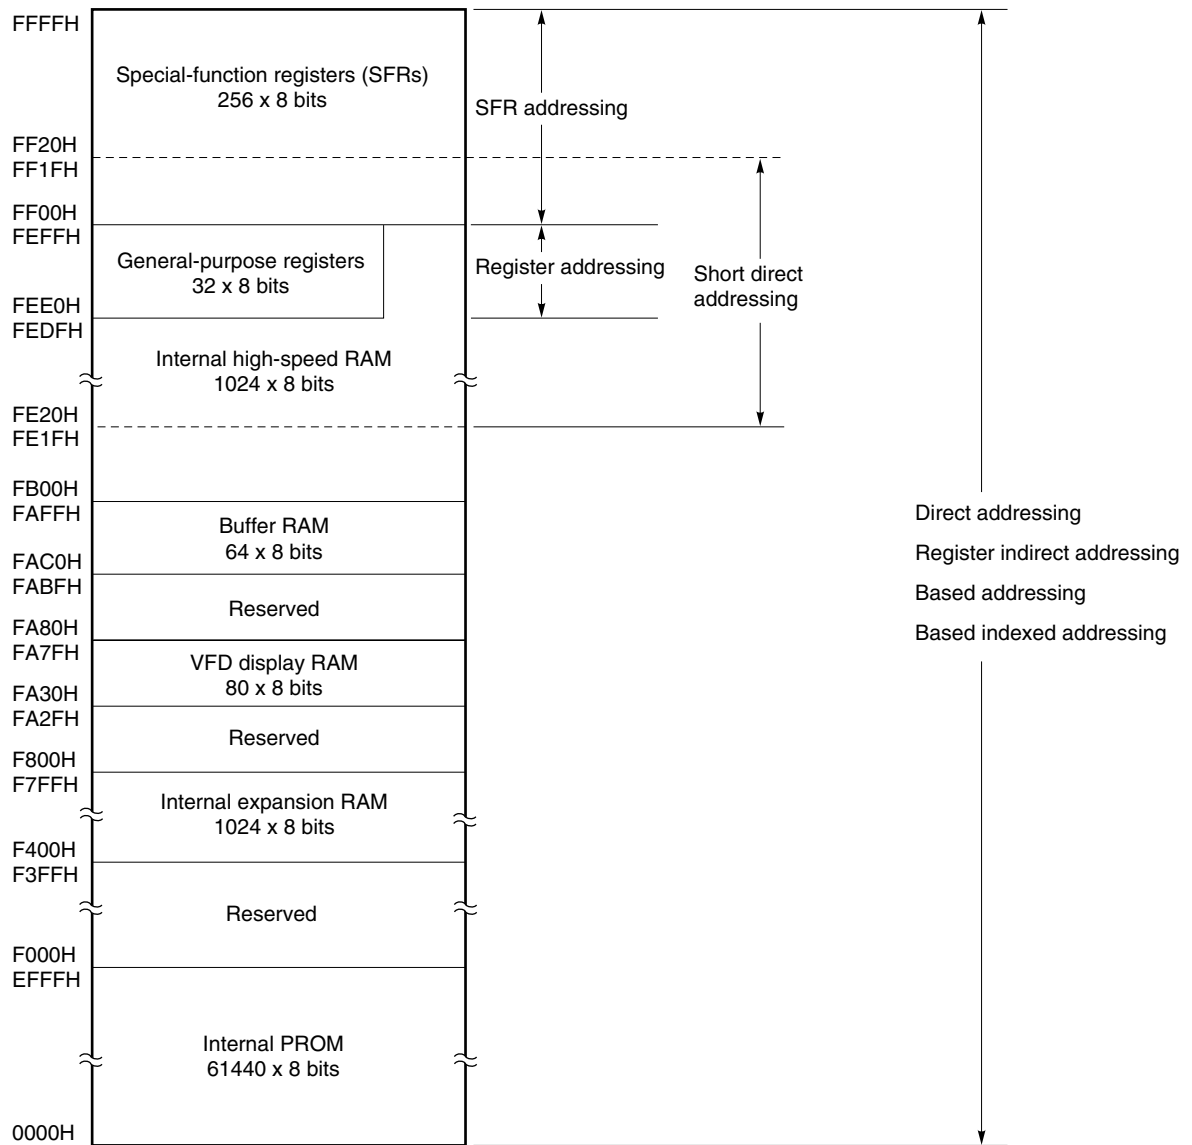 FFFFH
Special-function registers (SFRs)
256 x 8 bits
SFR addressing
FF20H
FF1FH
FF00H
FEFFH
General-purpose registers
32 x 8 bits
Register addressing
Short direct
addressing
FEE0H
FEDFH
Internal high-speed RAM
1024 x 8 bits
FE20H
FE1FH
FB00H
FAFFH
Buffer RAM
64 x 8 bits
Direct addressing
Register indirect addressing
Based addressing
Based indexed addressing
FAC0H
FABFH
Reserved
FA80H
FA7FH
VFD display RAM
80 x 8 bits
FA30H
FA2FH
Reserved
F800H
F7FFH
Internal expansion RAM
1024 x 8 bits
F400H
F3FFH
Reserved
F000H
EFFFH
Internal PROM
61440 x 8 bits
0000H